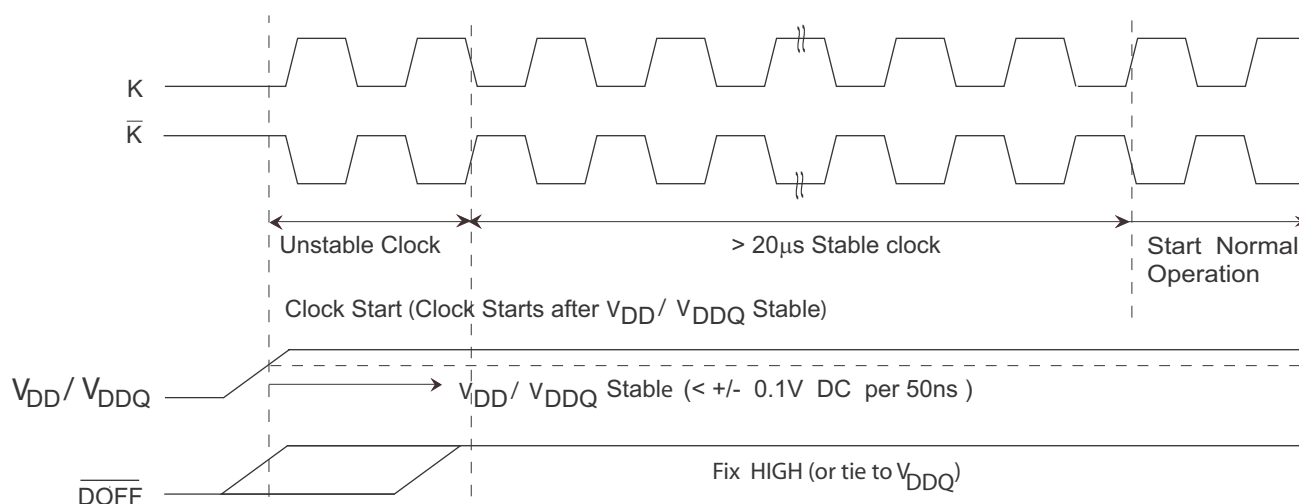 K
K̅
Unstable Clock
> 20μs Stable clock
Start Normal
Operation
Clock Start (Clock Starts after VDD/ VDDQ Stable)
VDD/ VDDQ
VDD/ VDDQ Stable (< +/- 0.1V DC per 50ns )
Fix HIGH (or tie to VDDQ)
DOFF